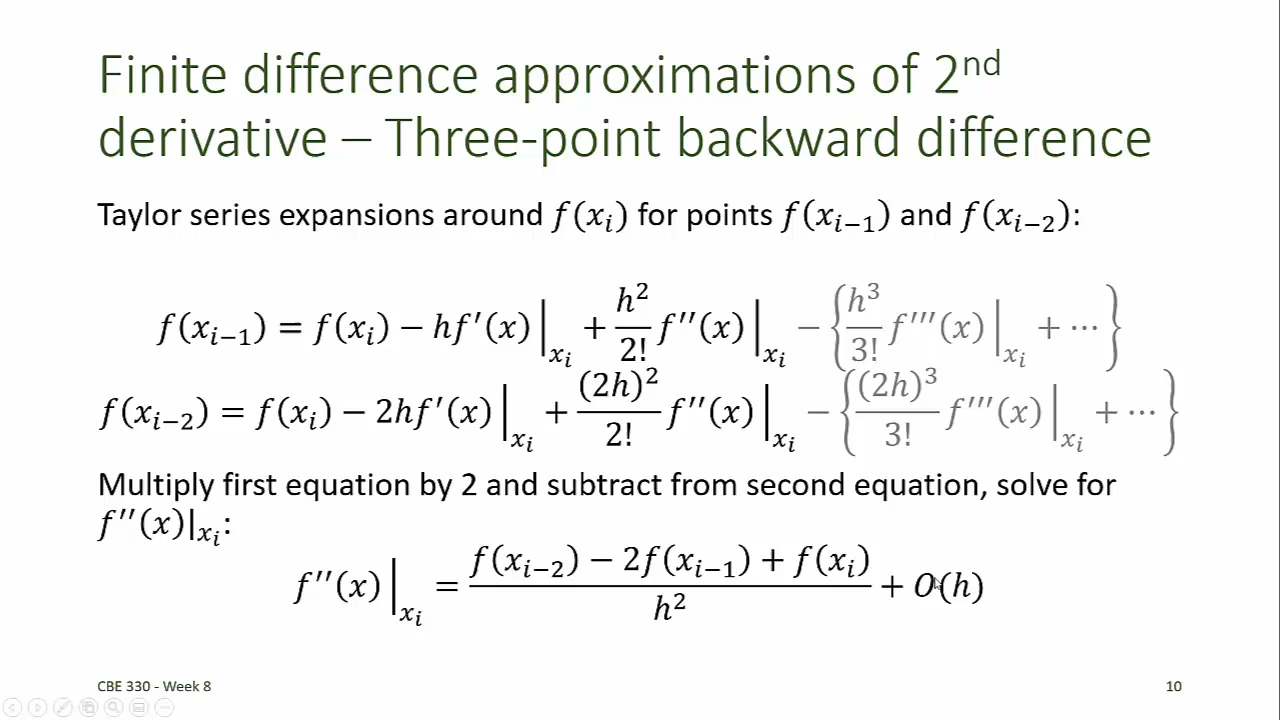 Finite difference approximations of 2ⁿᵈ
derivative – Three-point backward difference
Taylor series expansions around f(xᵢ) for points f(xᵢ₋₁) and f(xᵢ₋₂):
f(xᵢ₋₁) = f(xᵢ) − hf′(x)|ₓᵢ + h²/2! f′′(x)|ₓᵢ − {h³/3! f′′′(x)|ₓᵢ + ⋯}
f(xᵢ₋₂) = f(xᵢ) − 2hf′(x)|ₓᵢ + (2h)²/2! f′′(x)|ₓᵢ − {(2h)³/3! f′′′(x)|ₓᵢ + ⋯}
Multiply first equation by 2 and subtract from second equation, solve for
f′′(x)|ₓᵢ:
f′′(x)|ₓᵢ = (f(xᵢ₋₂) − 2f(xᵢ₋₁) + f(xᵢ))/h² + O(h)
CBE 330 - Week 8
10